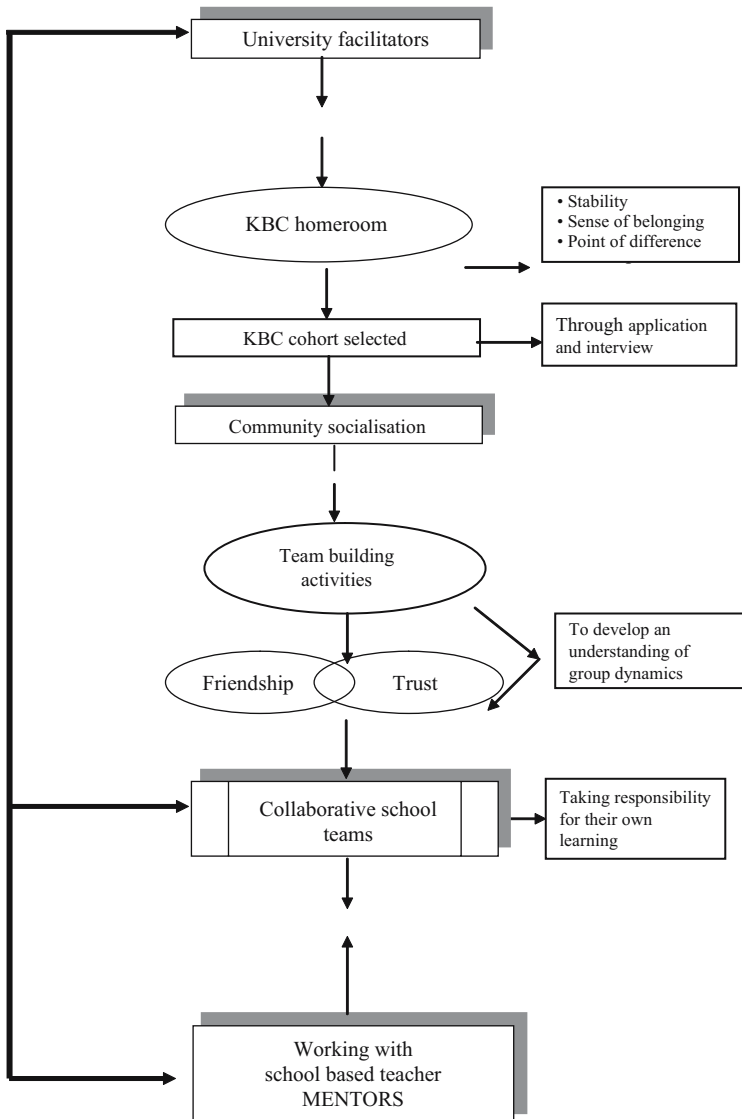 University facilitators
KBC homeroom
• Stability
• Sense of belonging
• Point of difference
KBC cohort selected
Through application
and interview
Community socialisation
Team building
activities
To develop an
understanding of
group dynamics
Friendship
Trust
Collaborative school
teams
Taking responsibility
for their own
learning
Working with
school based teacher
MENTORS